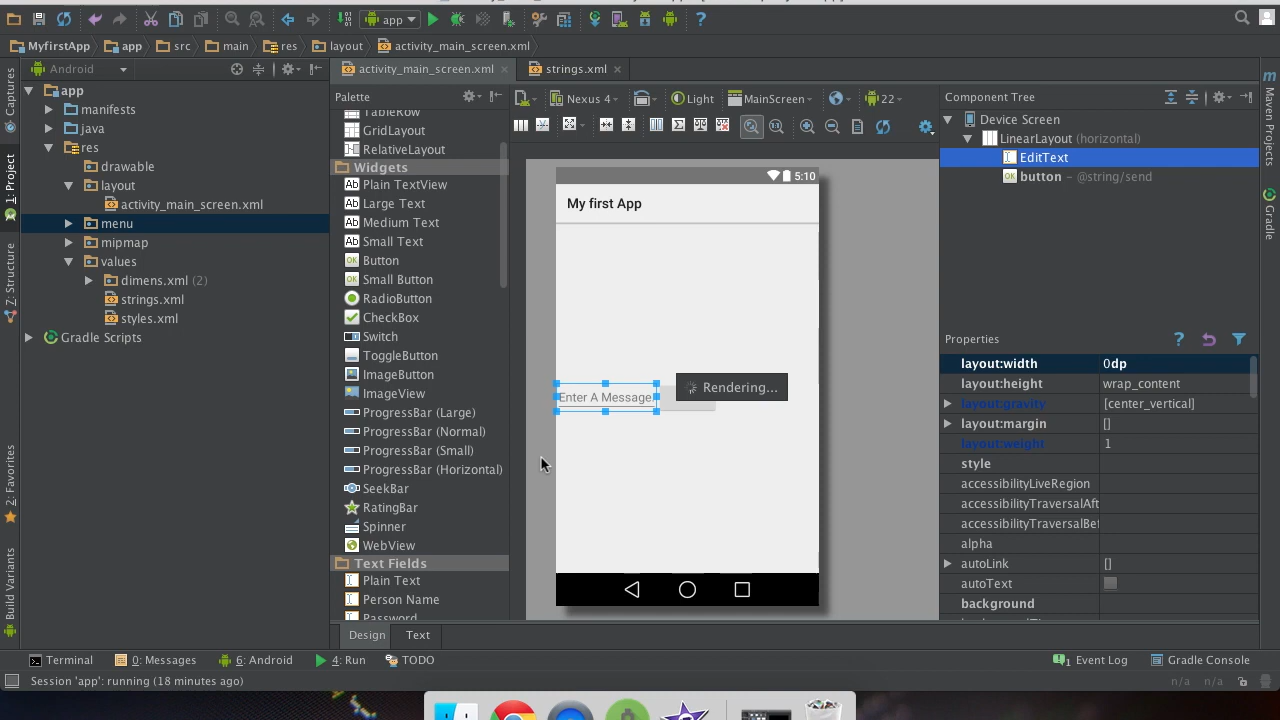 app
22
MyfirstApp
app
src
main
res
layout
activity_main_screen.xml
Android
activity_main_screen.xml
strings.xml
Captures
1: Project
7: Structure
2: Favorites
Build Variants
app
manifests
java
res
drawable
layout
activity_main_screen.xml
menu
mipmap
values
dimens.xml (2)
strings.xml
styles.xml
Gradle Scripts
Palette
TableRow
GridLayout
RelativeLayout
Widgets
Plain TextView
Large Text
Medium Text
Small Text
Button
Small Button
RadioButton
CheckBox
Switch
ToggleButton
ImageButton
ImageView
ProgressBar (Large)
ProgressBar (Normal)
ProgressBar (Small)
ProgressBar (Horizontal)
SeekBar
RatingBar
Spinner
WebView
Text Fields
Plain Text
Person Name
Password
Nexus 4
Light
MainScreen
5:10
My first App
Enter A Message
Rendering...
Design
Text
Component Tree
Device Screen
LinearLayout (horizontal)
EditText
button – @string/send
Properties
layout:width 0dp
layout:height wrap_content
layout:gravity [center_vertical]
layout:margin []
layout:weight 1
style
accessibilityLiveRegion
accessibilityTraversalAft
accessibilityTraversalBef
alpha
autoLink []
autoText
background
Maven Projects
Gradle
Terminal
0: Messages
6: Android
4: Run
TODO
1 Event Log
Gradle Console
Session 'app': running (18 minutes ago)
n/a
n/a